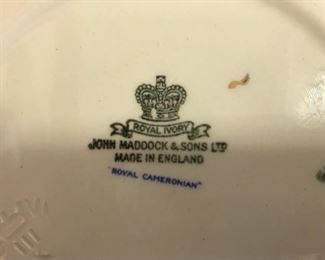 ROYAL IVORY
JOHN MADDOCK & SONS LTD
MADE IN ENGLAND
"ROYAL CAMERONIAN"